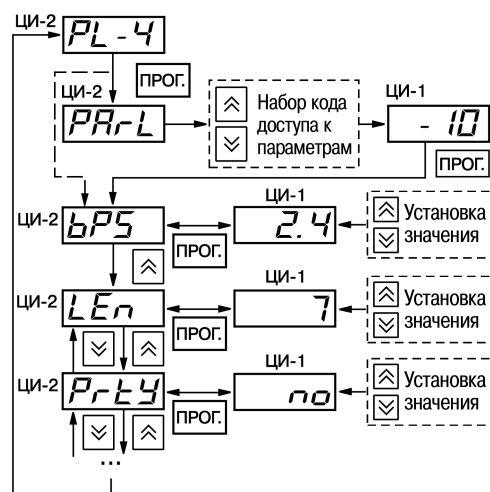 ЦИ-2 PL-4
ПРОГ.
ЦИ-2 PArL
Набор кода доступа к параметрам
ЦИ-1 -10
ПРОГ.
ЦИ-2 bPS
ПРОГ.
ЦИ-1 2.4
Установка значения
ЦИ-2 LEn
ПРОГ.
ЦИ-1 7
Установка значения
ЦИ-2 PrtY
ПРОГ.
ЦИ-1 no
Установка значения
...